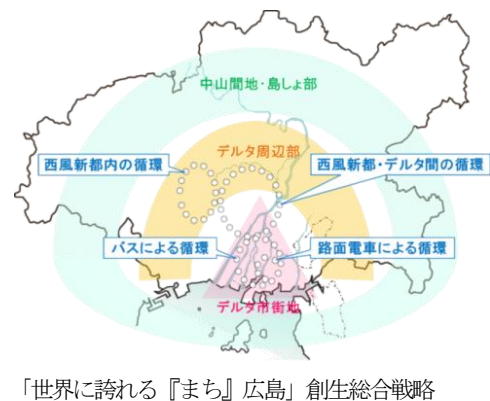 中山間地・島しょ部
デルタ周辺部
西風新都内の循環
西風新都・デルタ間の循環
バスによる循環
路面電車による循環
デルタ市街地
「世界に誇れる『まち』広島」創生総合戦略